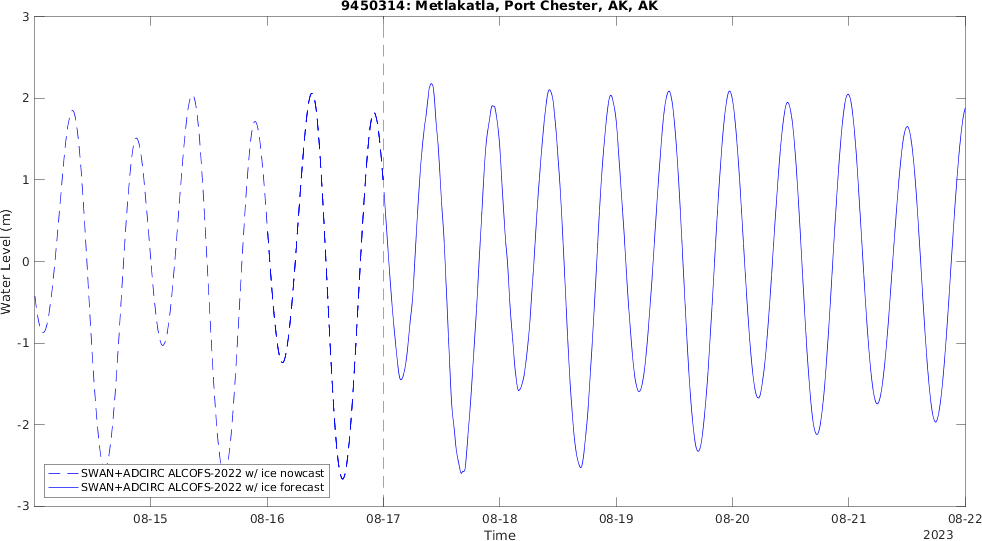 9450314: Metlakatla, Port Chester, AK, AK
3
2
1
0
-1
-2
-3
Water Level (m)
SWAN+ADCIRC ALCOFS-2022 w/ ice nowcast
SWAN+ADCIRC ALCOFS-2022 w/ ice forecast
08-15 08-16 08-17 08-18 08-19 08-20 08-21 08-22
Time
2023